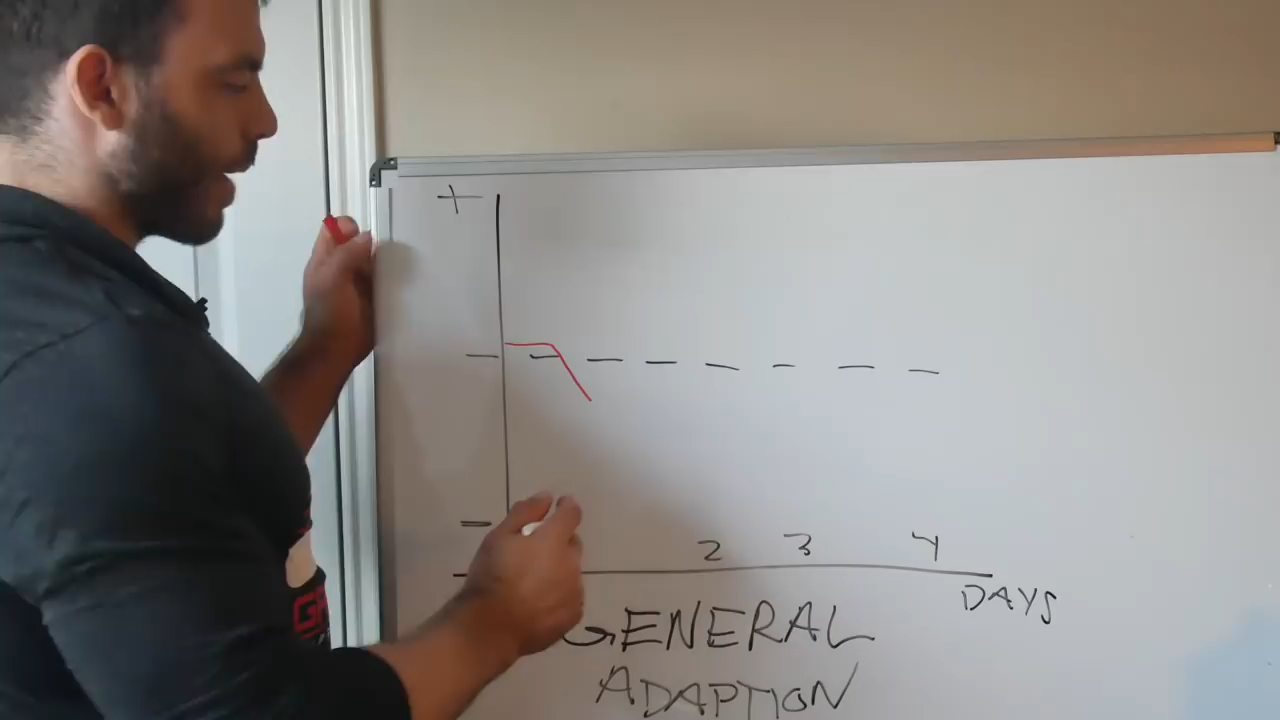 +
-
-
2 3 4
DAYS
GENERAL
ADAPTION